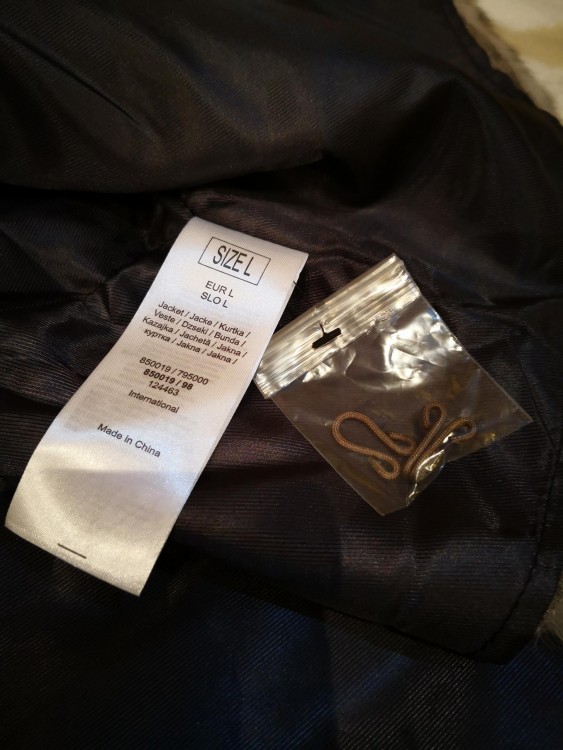 SIZE L
EUR L
SLO L
Jacket / Jacke / Kurtka /
Veste / Dzseki / Bunda /
Kazajka / Jachetă / Jakna /
куртка / Jakna / Jakna /
850019 / 795000
850019 / 98
124463
International
Made in China